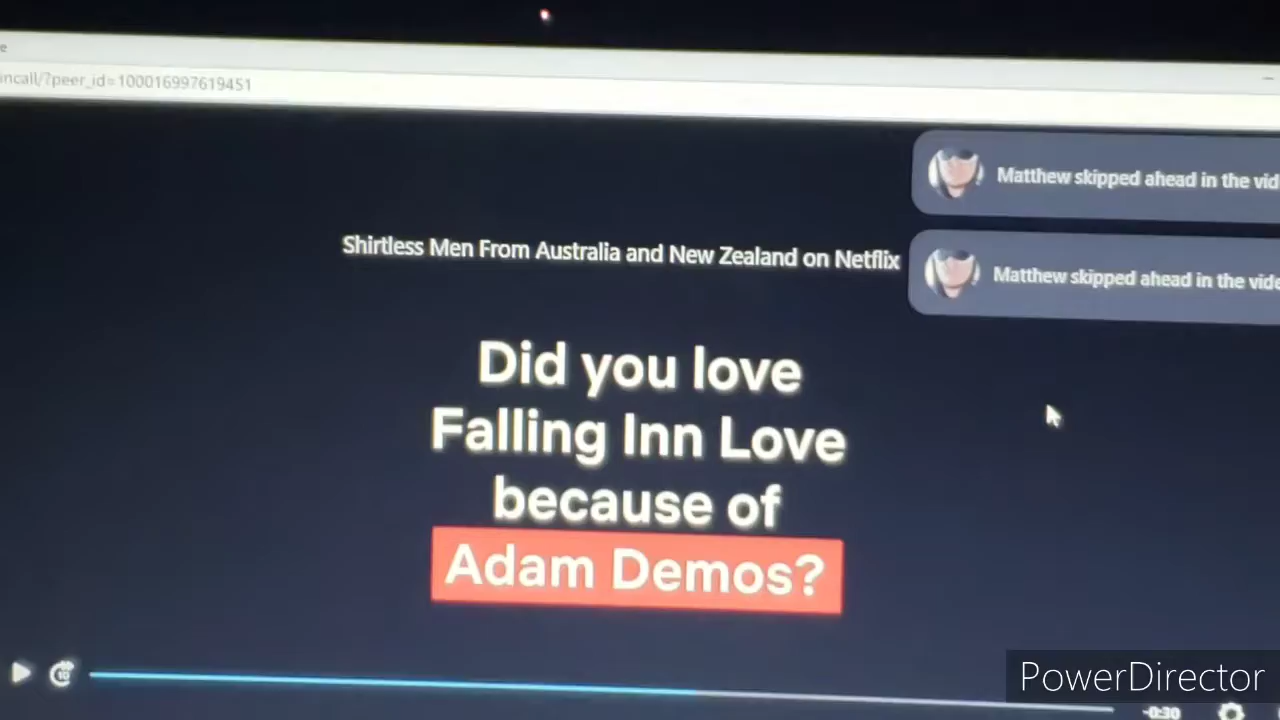 e
incall/?peer_id=100016997619451
Matthew skipped ahead in the vid
Shirtless Men From Australia and New Zealand on Netflix
Matthew skipped ahead in the vide
Did you love
Falling Inn Love
because of
Adam Demos?
10
-0:30
PowerDirector